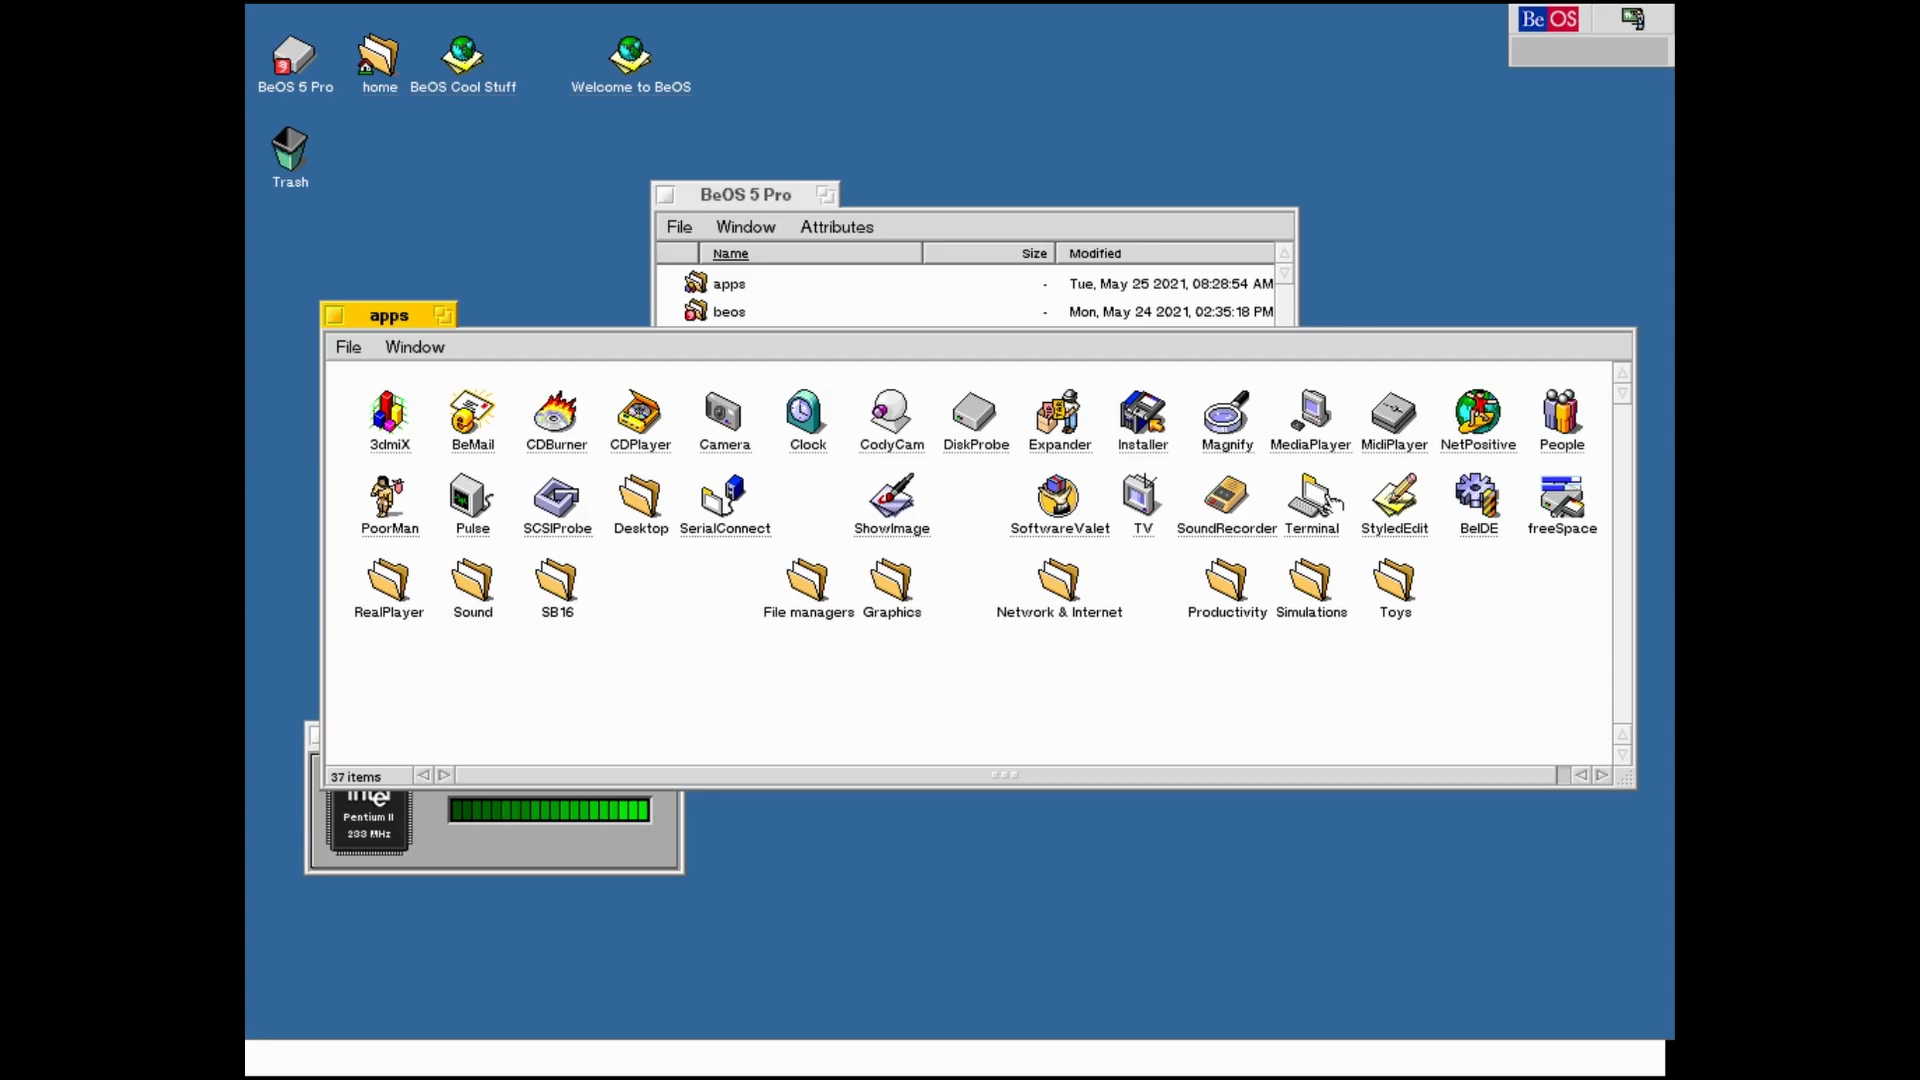 Be OS
BeOS 5 Pro
home
BeOS Cool Stuff
Welcome to BeOS
Trash
BeOS 5 Pro
File Window Attributes
Name Size Modified
apps - Tue, May 25 2021, 08:28:54 AM
beos - Mon, May 24 2021, 02:35:18 PM
apps
File Window
3dmiX BeMail CDBurner CDPlayer Camera Clock CodyCam DiskProbe Expander Installer Magnify MediaPlayer MidiPlayer NetPositive People
PoorMan Pulse SCSIProbe Desktop SerialConnect ShowImage SoftwareValet TV SoundRecorder Terminal StyledEdit BeIDE freeSpace
RealPlayer Sound SB16 File managers Graphics Network & Internet Productivity Simulations Toys
37 items
intel
Pentium II
233 MHz